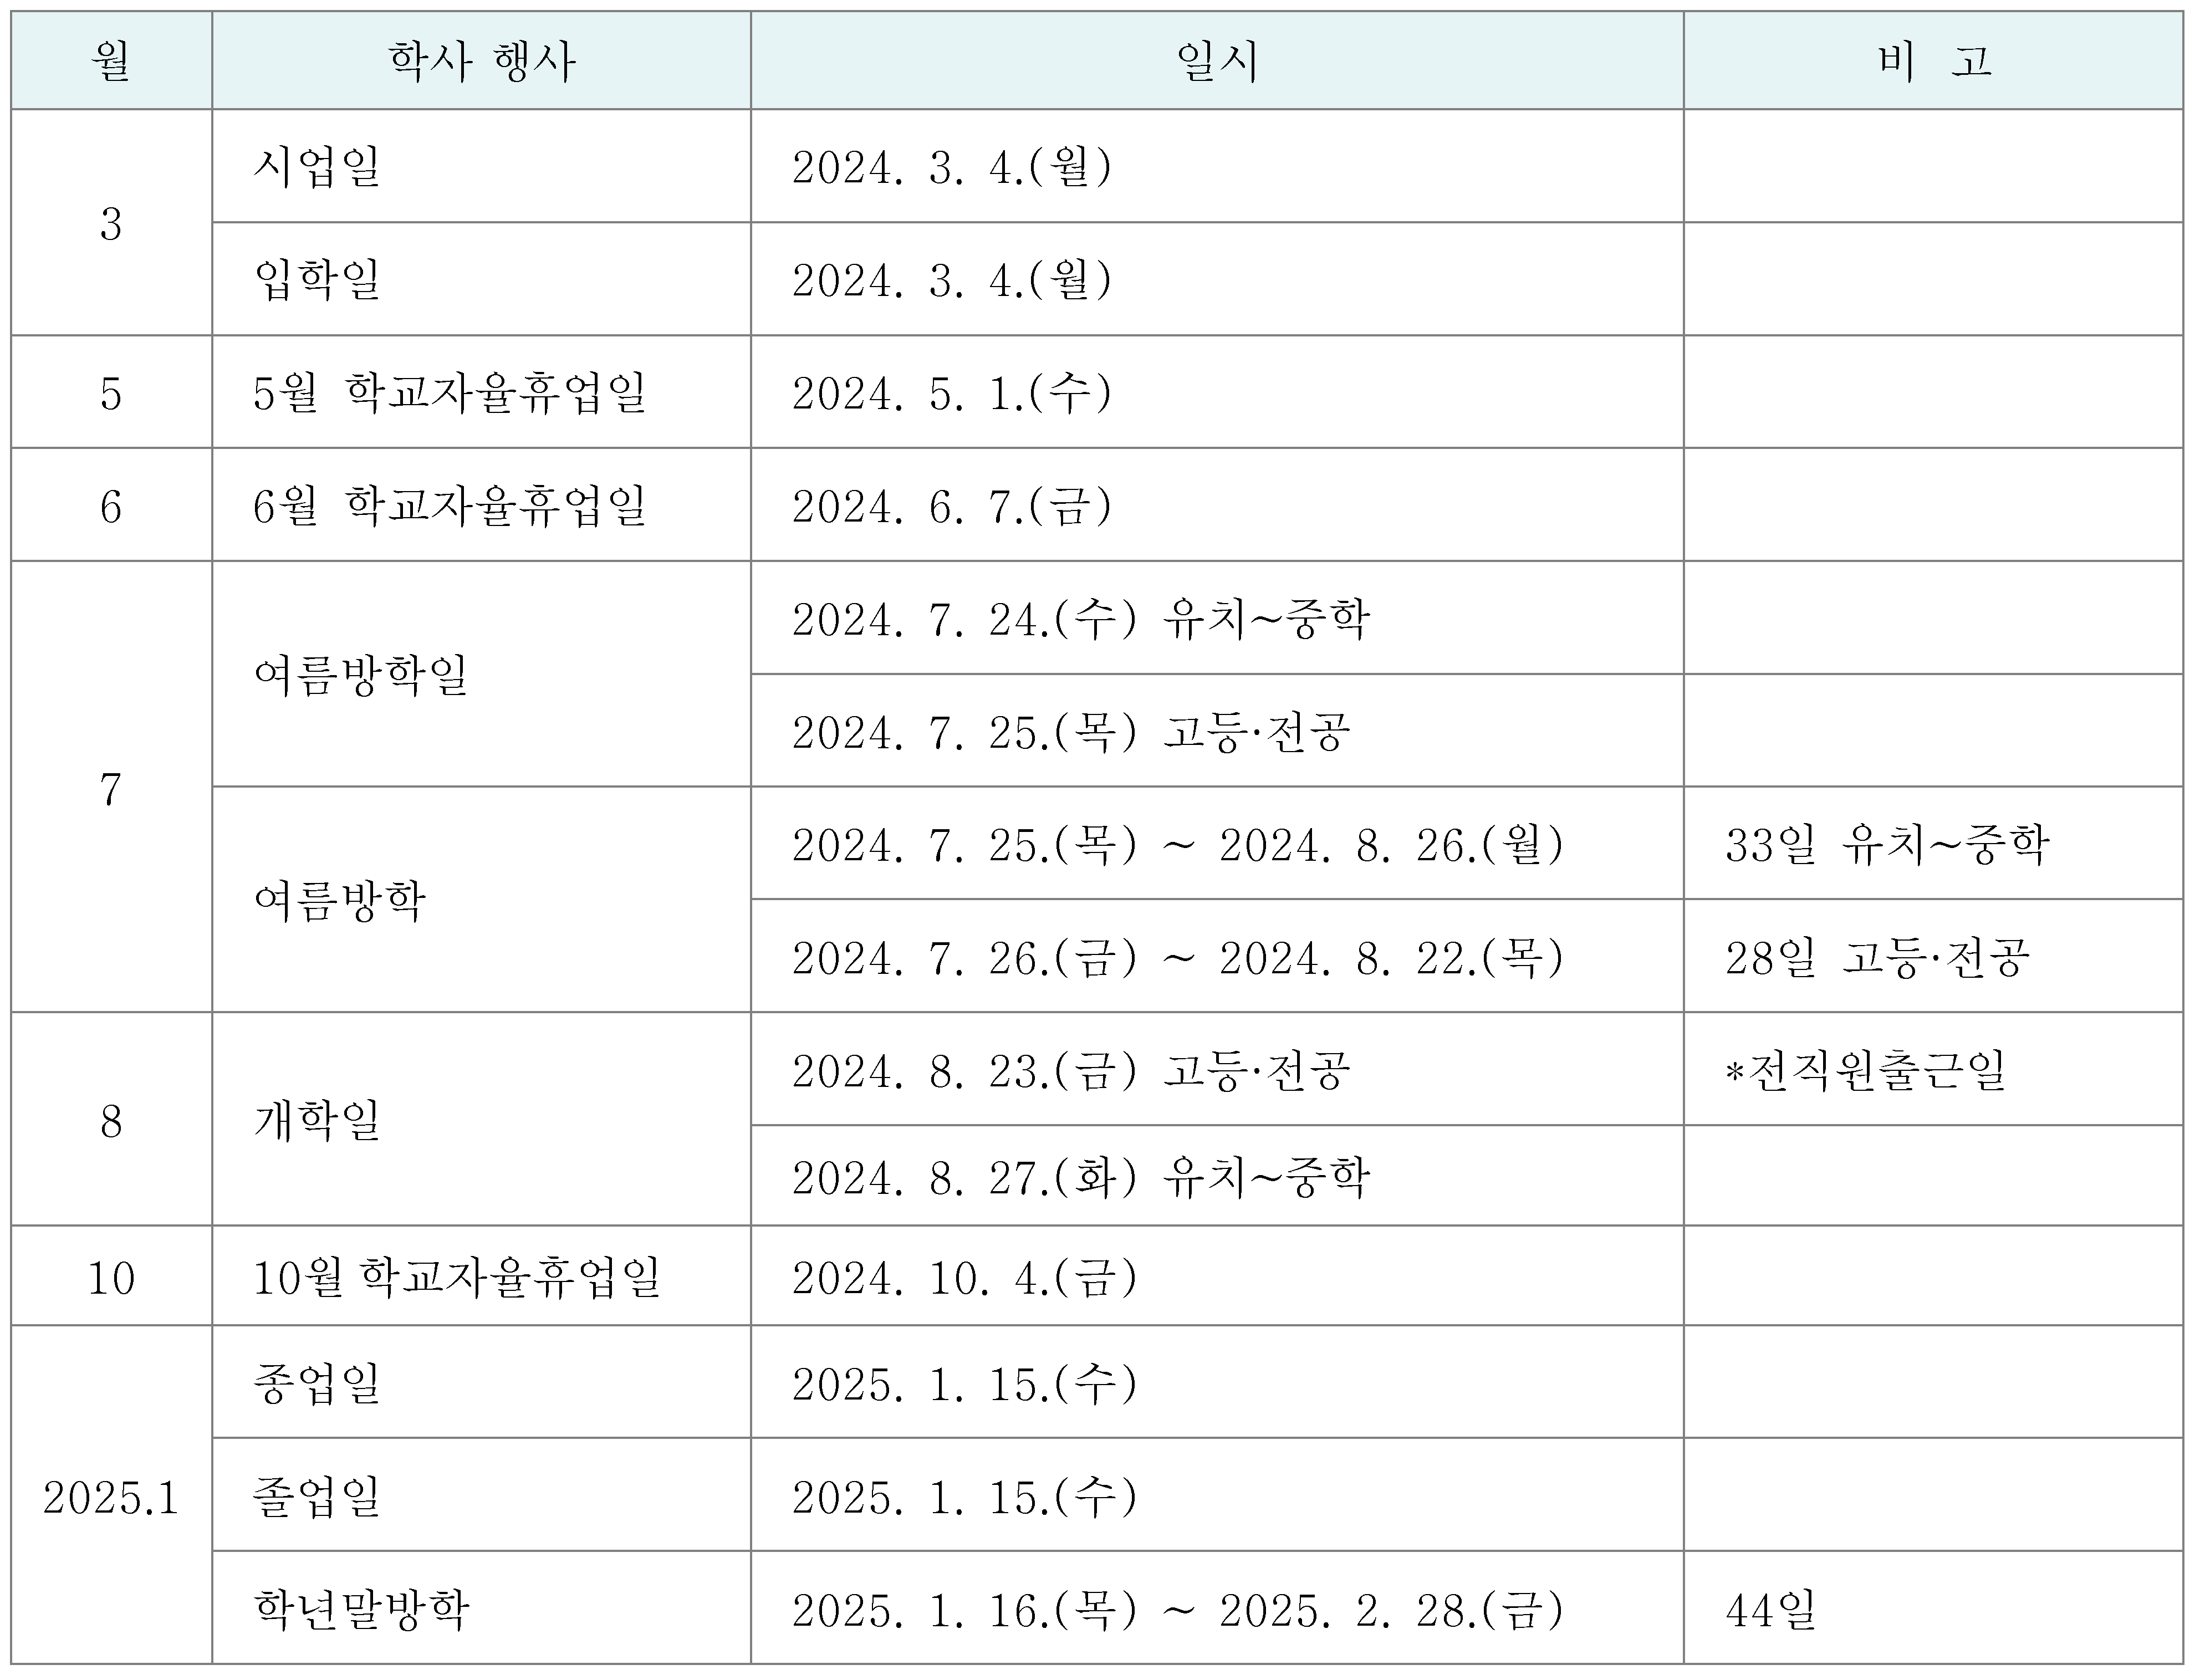 월 학사 행사 일시 비 고
3
시업일 2024. 3. 4.(월)
입학일 2024. 3. 4.(월)
5 5월 학교자율휴업일 2024. 5. 1.(수)
6 6월 학교자율휴업일 2024. 6. 7.(금)
7
여름방학일
2024. 7. 24.(수) 유치~중학
2024. 7. 25.(목) 고등·전공
여름방학
2024. 7. 25.(목) ~ 2024. 8. 26.(월) 33일 유치~중학
2024. 7. 26.(금) ~ 2024. 8. 22.(목) 28일 고등·전공
8
개학일
2024. 8. 23.(금) 고등·전공 *전직원출근일
2024. 8. 27.(화) 유치~중학
10 10월 학교자율휴업일 2024. 10. 4.(금)
2025.1
종업일 2025. 1. 15.(수)
졸업일 2025. 1. 15.(수)
학년말방학 2025. 1. 16.(목) ~ 2025. 2. 28.(금) 44일